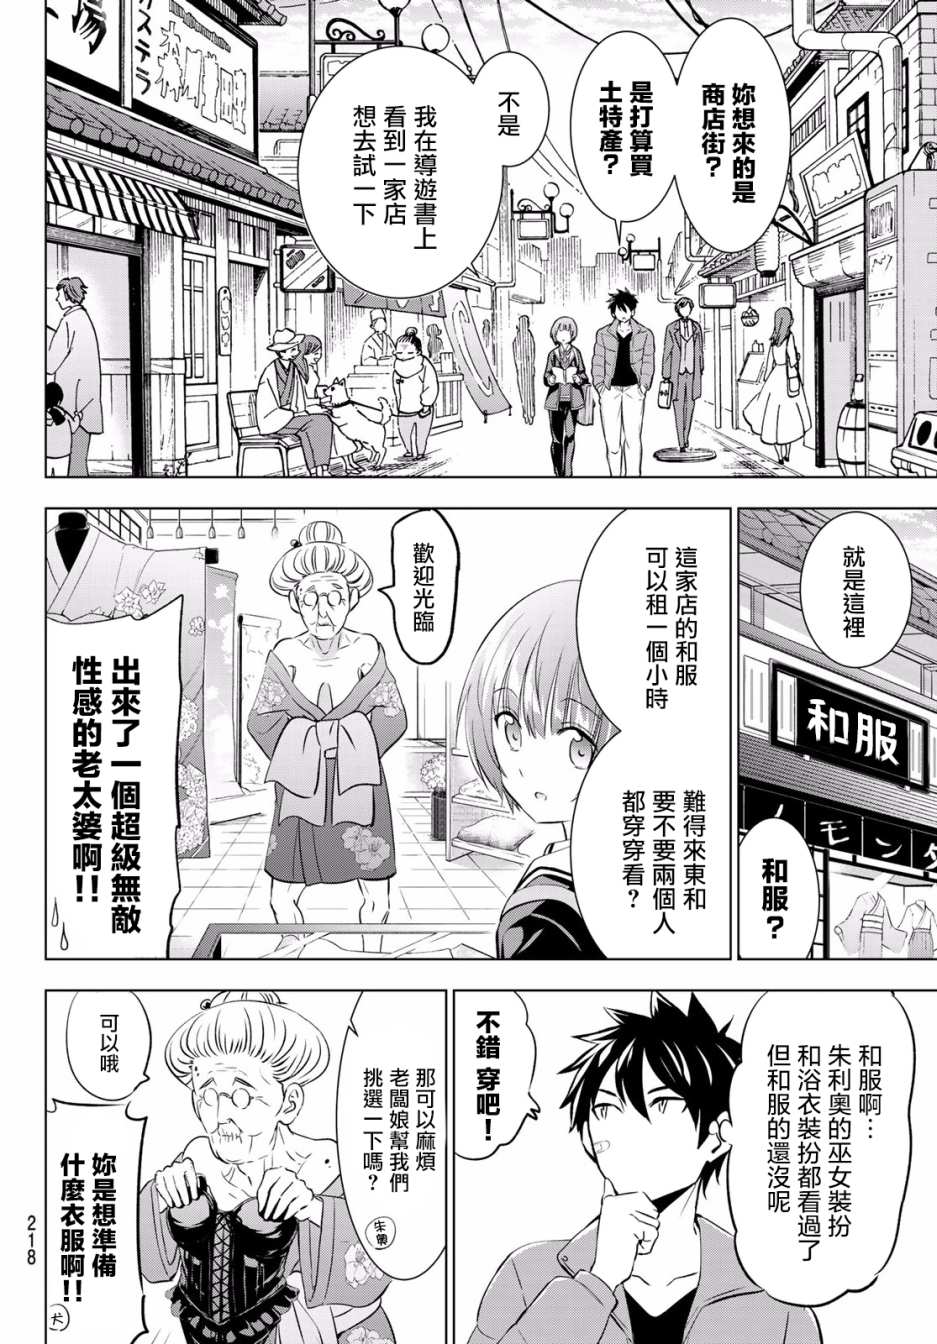 妳想來的是
商店街？
是打算買
土特產？
不是
我在導遊書上
看到一家店
想去試一下
カステラ
就是這裡
和服
和服？
這家店的和服
可以租一個小時
難得來東和
要不要兩個人
都穿穿看？
歡迎光臨
出來了一個超級無敵
性感的老太婆啊!!
和服啊…
朱利奧的巫女裝扮
和浴衣裝扮都看過了
但和服的還沒呢
不錯 穿吧！
那可以麻煩
老闆娘幫我們
挑選一下嗎？
可以哦
妳是想準備
什麼衣服啊!!
犬
218